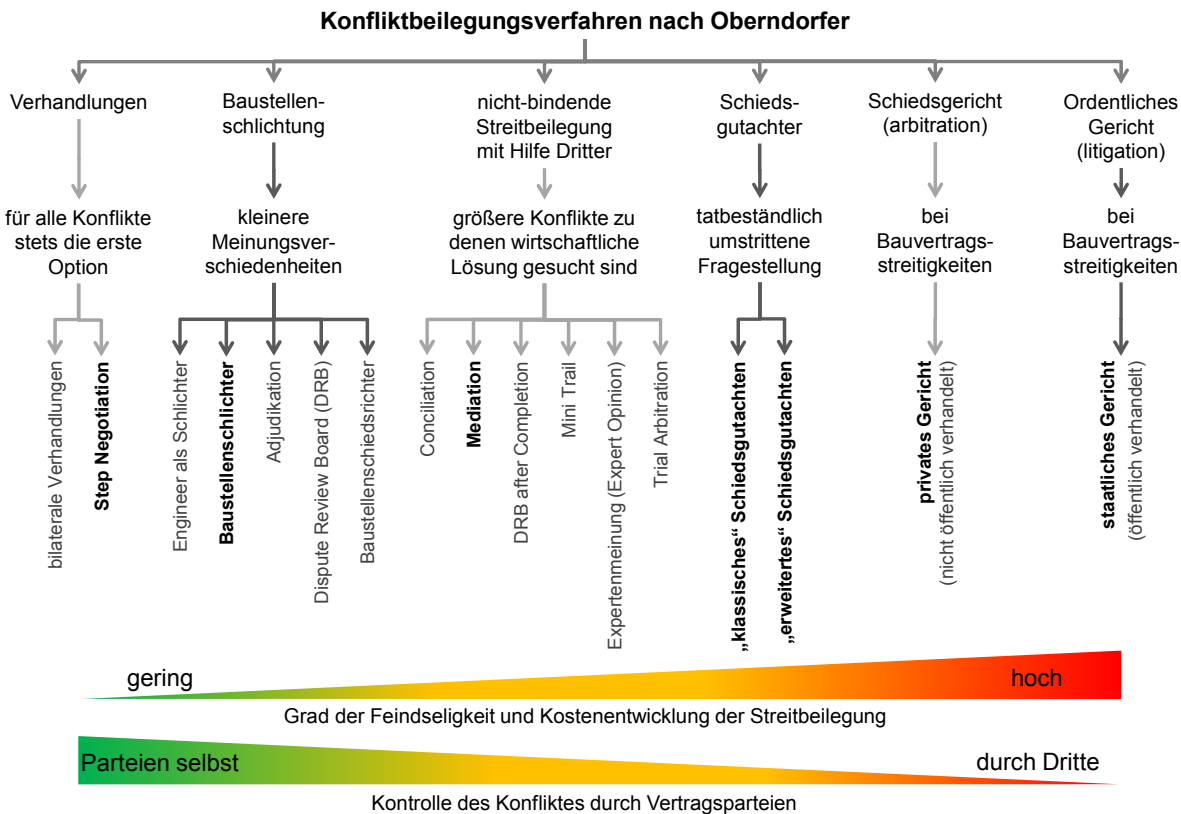 Konfliktbeilegungsverfahren nach Oberndorfer
Verhandlungen
Baustellen-
schlichtung
nicht-bindende
Streitbeilegung
mit Hilfe Dritter
Schieds-
gutachter
Schiedsgericht
(arbitration)
Ordentliches
Gericht
(litigation)
für alle Konflikte
stets die erste
Option
kleinere
Meinungsver-
schiedenheiten
größere Konflikte zu
denen wirtschaftliche
Lösung gesucht sind
tatbeständlich
umstrittene
Fragestellung
bei
Bauvertrags-
streitigkeiten
bei
Bauvertrags-
streitigkeiten
bilaterale Verhandlungen
Step Negotiation
Engineer als Schlichter
Baustellenschlichter
Adjudikation
Dispute Review Board (DRB)
Baustellenschiedsrichter
Conciliation
Mediation
DRB after Completion
Mini Trail
Expertenmeinung (Expert Opinion)
Trial Arbitration
„klassisches“ Schiedsgutachten
„erweitertes“ Schiedsgutachten
privates Gericht
(nicht öffentlich verhandelt)
staatliches Gericht
(öffentlich verhandelt)
gering
hoch
Grad der Feindseligkeit und Kostenentwicklung der Streitbeilegung
Parteien selbst
durch Dritte
Kontrolle des Konfliktes durch Vertragsparteien